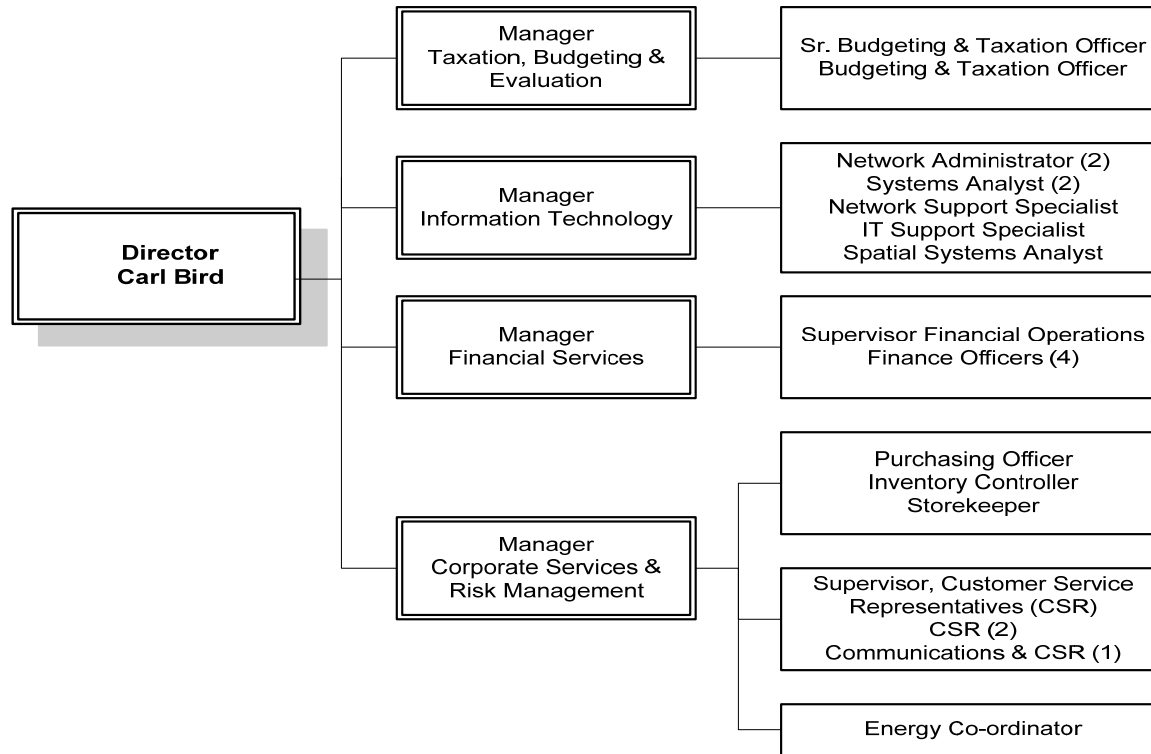 Manager
Taxation, Budgeting &
Evaluation
Sr. Budgeting & Taxation Officer
Budgeting & Taxation Officer
Director
Carl Bird
Manager
Information Technology
Network Administrator (2)
Systems Analyst (2)
Network Support Specialist
IT Support Specialist
Spatial Systems Analyst
Manager
Financial Services
Supervisor Financial Operations
Finance Officers (4)
Manager
Corporate Services &
Risk Management
Purchasing Officer
Inventory Controller
Storekeeper
Supervisor, Customer Service
Representatives (CSR)
CSR (2)
Communications & CSR (1)
Energy Co-ordinator